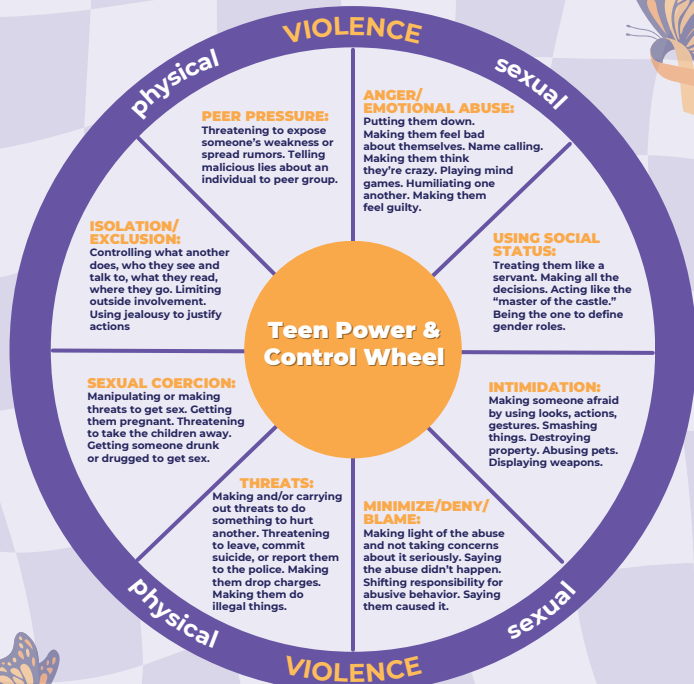 VIOLENCE
physical
sexual
PEER PRESSURE:
Threatening to expose
someone's weakness or
spread rumors. Telling
malicious lies about an
individual to peer group.
ANGER/
EMOTIONAL ABUSE:
Putting them down.
Making them feel bad
about themselves. Name calling.
Making them think
they're crazy. Playing mind
games. Humiliating one
another. Making them
feel guilty.
ISOLATION/
EXCLUSION:
Controlling what another
does, who they see and
talk to, what they read,
where they go. Limiting
outside involvement.
Using jealousy to justify
actions
USING SOCIAL
STATUS:
Treating them like a
servant. Making all the
decisions. Acting like the
“master of the castle.”
Being the one to define
gender roles.
Teen Power &
Control Wheel
SEXUAL COERCION:
Manipulating or making
threats to get sex. Getting
them pregnant. Threatening
to take the children away.
Getting someone drunk
or drugged to get sex.
INTIMIDATION:
Making someone afraid
by using looks, actions,
gestures. Smashing
things. Destroying
property. Abusing pets.
Displaying weapons.
THREATS:
Making and/or carrying
out threats to do
something to hurt
another. Threatening
to leave, commit
suicide, or report them
to the police. Making
them drop charges.
Making them do
illegal things.
MINIMIZE/DENY/
BLAME:
Making light of the abuse
and not taking concerns
about it seriously. Saying
the abuse didn't happen.
Shifting responsibility for
abusive behavior. Saying
them caused it.
physical
sexual
VIOLENCE